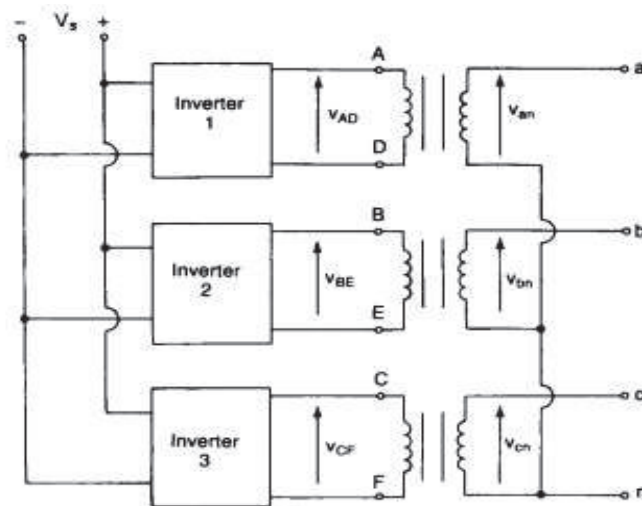 − Vs +
A
Inverter
1
VAD
Van
a
D
B
Inverter
2
VBE
Vbn
b
E
C
Inverter
3
VCF
Vcn
c
F
n